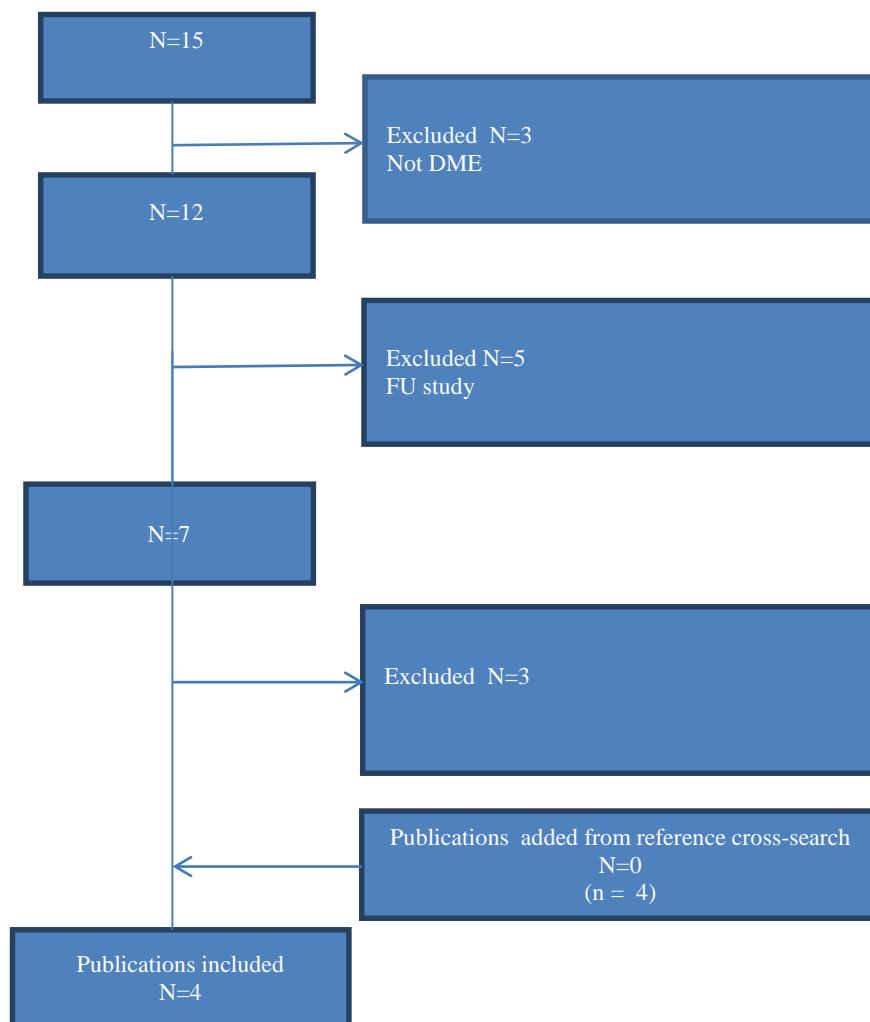 N=15
Excluded N=3
Not DME
N=12
Excluded N=5
FU study
N=7
Excluded N=3
Publications added from reference cross-search
N=0
(n = 4)
Publications included
N=4